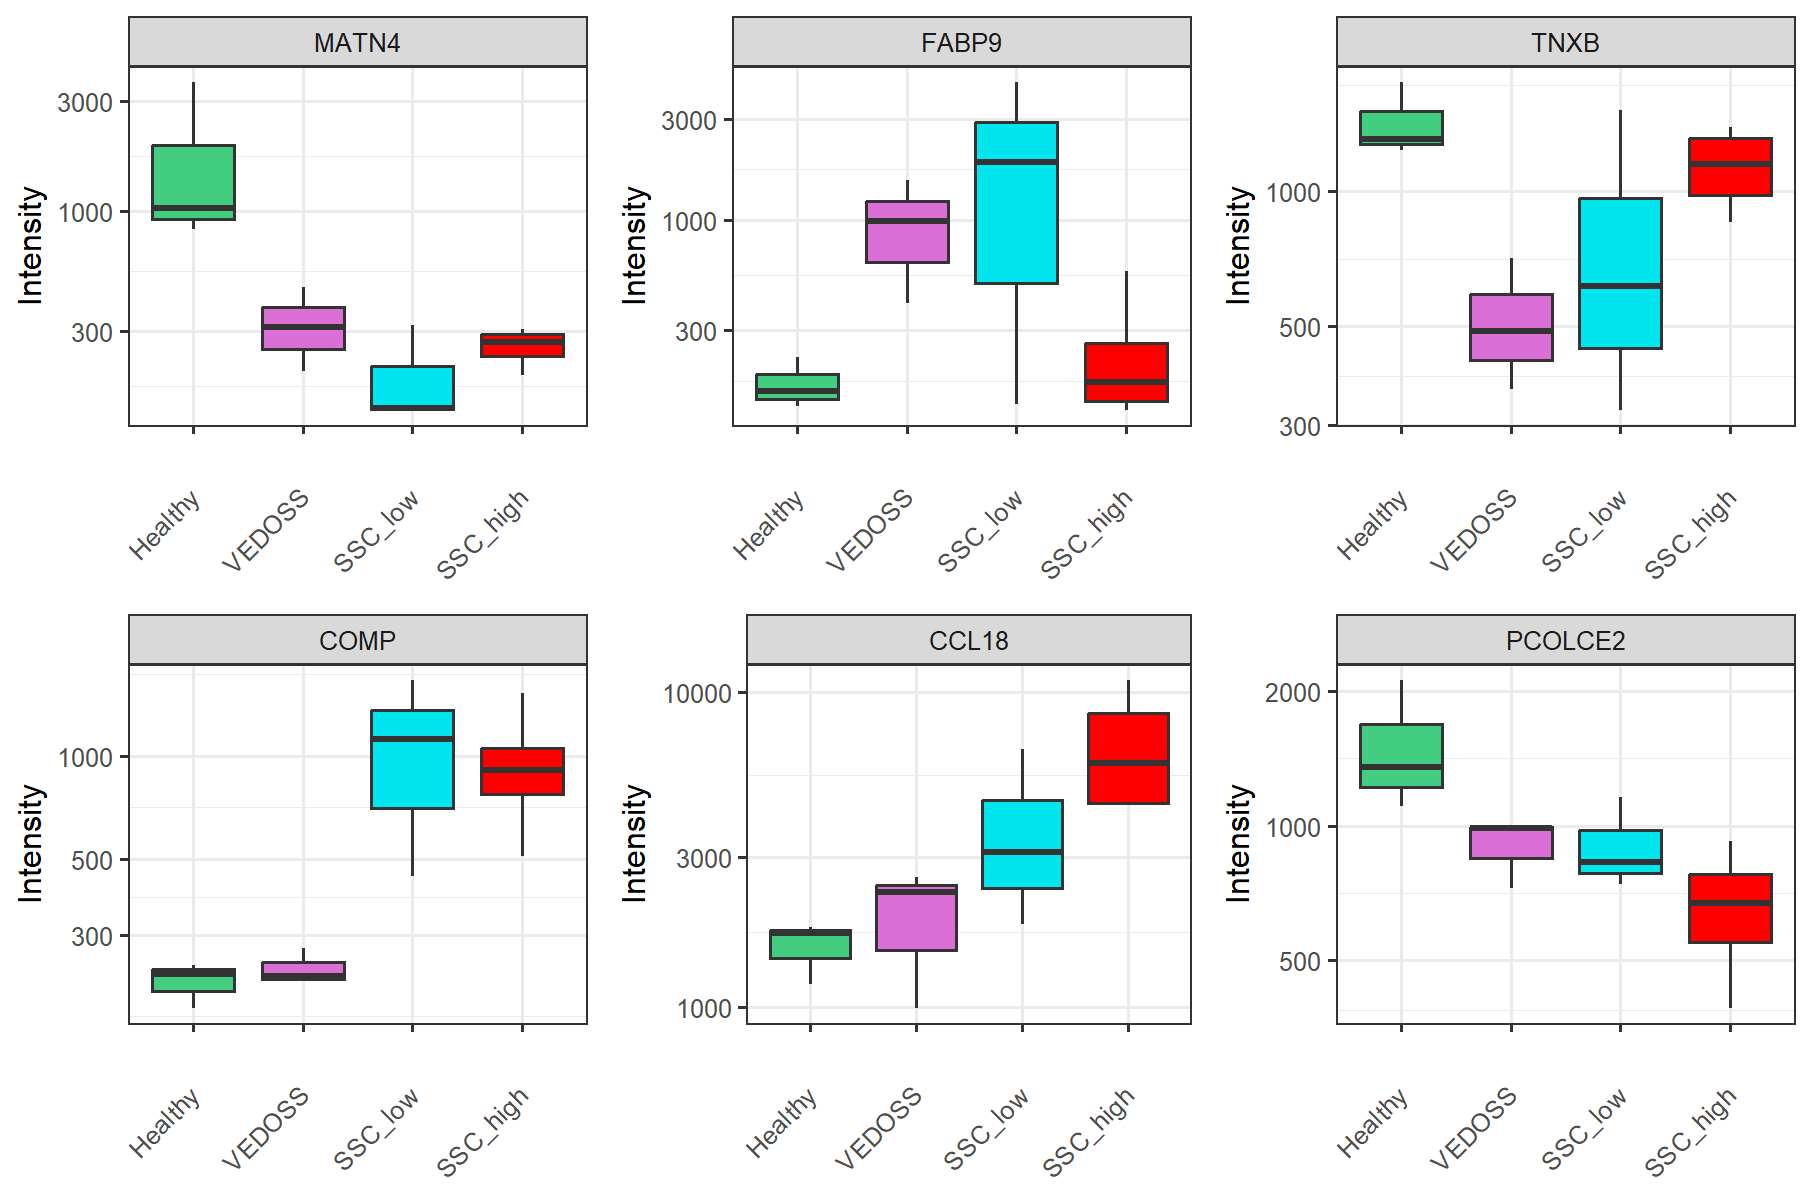 MATN4
FABP9
TNXB
Intensity
3000
1000
300
Healthy
VEDOSS
SSC_low
SSC_high
Intensity
3000
1000
300
Healthy
VEDOSS
SSC_low
SSC_high
Intensity
1000
500
300
Healthy
VEDOSS
SSC_low
SSC_high
COMP
CCL18
PCOLCE2
Intensity
1000
500
300
Healthy
VEDOSS
SSC_low
SSC_high
Intensity
10000
3000
1000
Healthy
VEDOSS
SSC_low
SSC_high
Intensity
2000
1000
500
Healthy
VEDOSS
SSC_low
SSC_high